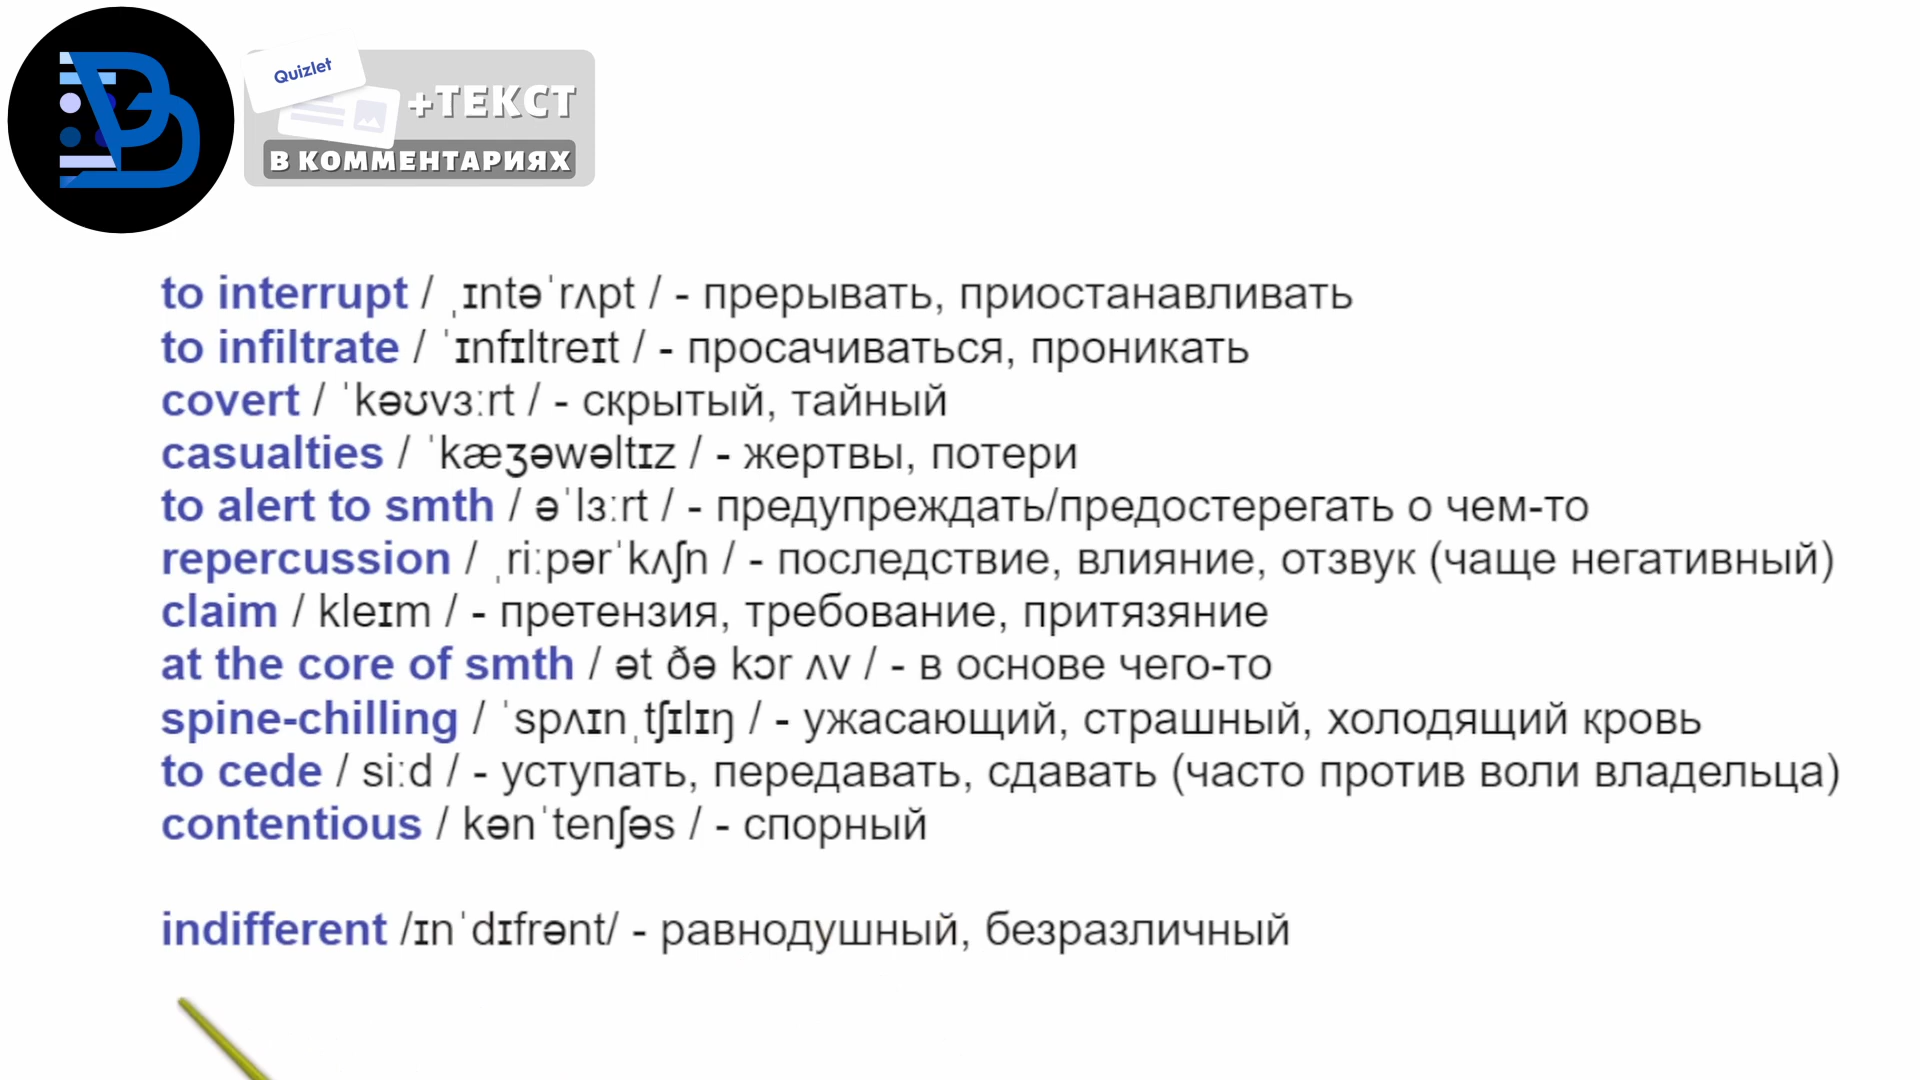 Quizlet
+ТЕКСТ
В КОММЕНТАРИЯХ
to interrupt / ˌɪntəˈrʌpt / - прерывать, приостанавливать
to infiltrate / ˈɪnfɪltreɪt / - просачиваться, проникать
covert / ˈkəʊvɜːrt / - скрытый, тайный
casualties / ˈkæʒəwəltɪz / - жертвы, потери
to alert to smth / əˈlɜːrt / - предупреждать/предостерегать о чем-то
repercussion / ˌriːpərˈkʌʃn / - последствие, влияние, отзвук (чаще негативный)
claim / kleɪm / - претензия, требование, притязяние
at the core of smth / ət ðə kɔr ʌv / - в основе чего-то
spine-chilling / ˈspʌɪnˌtʃɪlɪŋ / - ужасающий, страшный, холодящий кровь
to cede / siːd / - уступать, передавать, сдавать (часто против воли владельца)
contentious / kənˈtenʃəs / - спорный
indifferent /ɪnˈdɪfrənt/ - равнодушный, безразличный